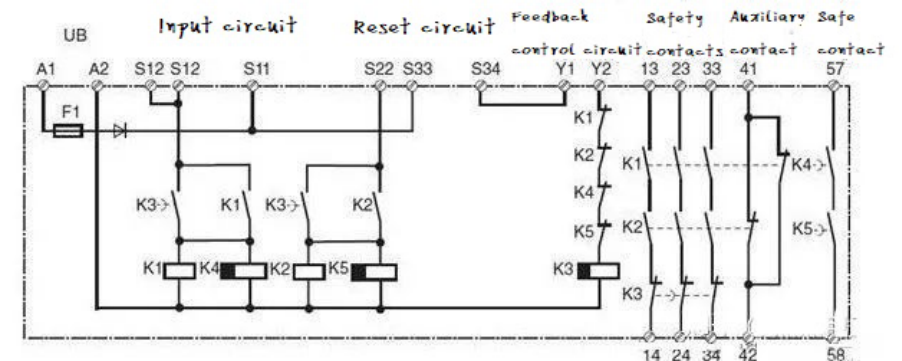 UB Input circuit Reset circuit Feedback Safety Auxiliary Safe
control circuit contacts contact contact
A1 A2 S12 S12 S11 S22 S33 S34 Y1 Y2 13 23 33 41 57
F1
K1
K2 K1 K4
K4
K3 K1 K3 K2 K5 K2 K5
K1 K4 K2 K5 K3 K3
14 24 34 42 58